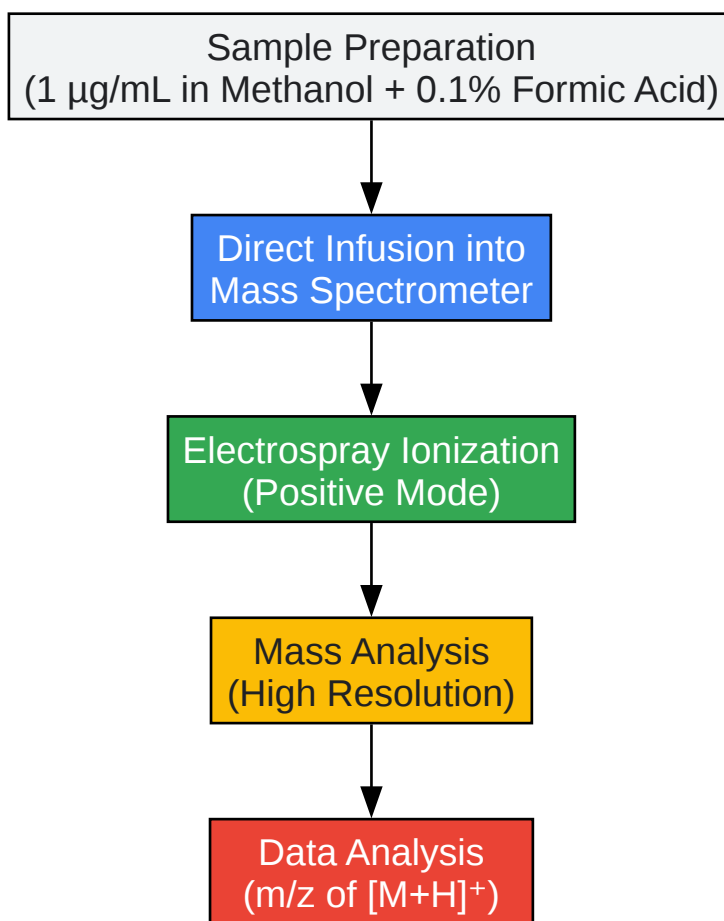 Sample Preparation
(1 µg/mL in Methanol + 0.1% Formic Acid)
Direct Infusion into
Mass Spectrometer
Electrospray Ionization
(Positive Mode)
Mass Analysis
(High Resolution)
Data Analysis
(m/z of [M+H]⁺)